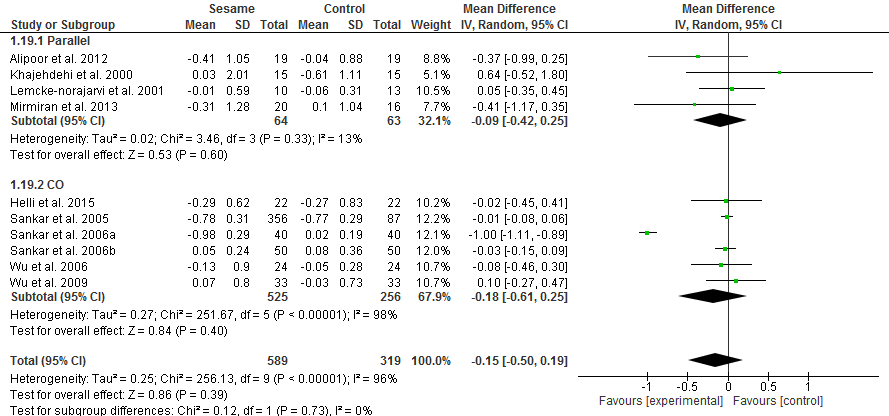 Sesame Control Mean Difference Mean Difference
Study or Subgroup Mean SD Total Mean SD Total Weight IV, Random, 95% CI IV, Random, 95% CI
1.19.1 Parallel
Alipoor et al. 2012 -0.41 1.05 19 -0.04 0.88 19 8.8% -0.37 [-0.99, 0.25]
Khajehdehi et al. 2000 0.03 2.01 15 -0.61 1.11 15 5.1% 0.64 [-0.52, 1.80]
Lemcke-norajarvi et al. 2001 -0.01 0.59 10 -0.06 0.31 13 10.5% 0.05 [-0.35, 0.45]
Mirmiran et al. 2013 -0.31 1.28 20 0.1 1.04 16 7.6% -0.41 [-1.17, 0.35]
Subtotal (95% CI) 64 63 32.1% -0.09 [-0.42, 0.25]
Heterogeneity: Tau² = 0.02; Chi² = 3.46, df = 3 (P = 0.33); I² = 13%
Test for overall effect: Z = 0.53 (P = 0.60)
1.19.2 CO
Helli et al. 2015 -0.29 0.62 22 -0.27 0.83 22 10.4% -0.02 [-0.45, 0.41]
Sankar et al. 2005 -0.78 0.31 356 -0.77 0.29 87 12.2% -0.01 [-0.08, 0.06]
Sankar et al. 2006a -0.98 0.29 40 0.02 0.19 40 12.2% -1.00 [-1.11, -0.89]
Sankar et al. 2006b 0.05 0.24 50 0.08 0.36 50 12.1% -0.03 [-0.15, 0.09]
Wu et al. 2006 -0.13 0.9 24 -0.05 0.28 24 10.7% -0.08 [-0.46, 0.30]
Wu et al. 2009 0.07 0.8 33 -0.03 0.73 33 10.7% 0.10 [-0.27, 0.47]
Subtotal (95% CI) 525 256 67.9% -0.18 [-0.61, 0.25]
Heterogeneity: Tau² = 0.27; Chi² = 251.67, df = 5 (P < 0.00001); I² = 98%
Test for overall effect: Z = 0.84 (P = 0.40)
Total (95% CI) 589 319 100.0% -0.15 [-0.50, 0.19]
Heterogeneity: Tau² = 0.25; Chi² = 256.13, df = 9 (P < 0.00001); I² = 96%
Test for overall effect: Z = 0.86 (P = 0.39)
Test for subgroup differences: Chi² = 0.12, df = 1 (P = 0.73), I² = 0%
-1 -0.5 0 0.5 1
Favours [experimental] Favours [control]